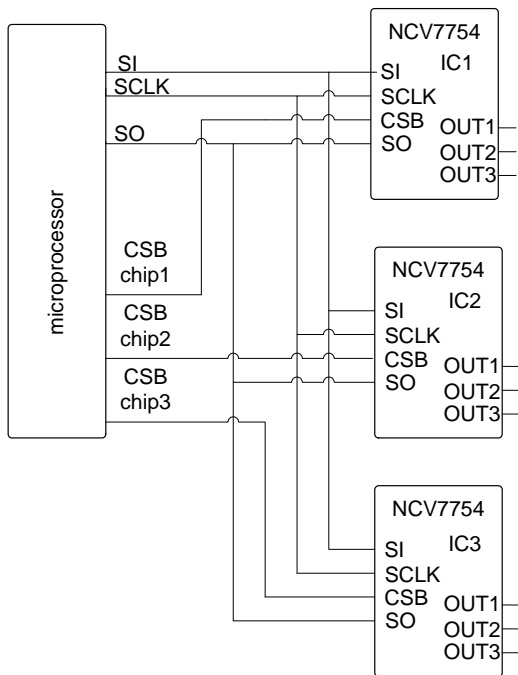 microprocessor
SI
SCLK
SO
CSB
chip1
CSB
chip2
CSB
chip3
NCV7754
IC1
SI
SCLK
CSB
SO
OUT1
OUT2
OUT3
NCV7754
IC2
SI
SCLK
CSB
SO
OUT1
OUT2
OUT3
NCV7754
IC3
SI
SCLK
CSB
SO
OUT1
OUT2
OUT3